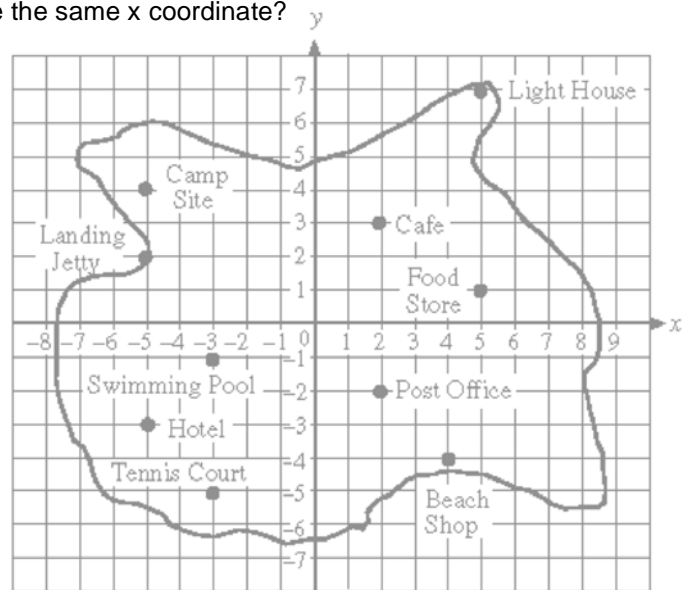 e the same x coordinate?
y
7
Light House
6
5
Camp
Site
4
3
Cafe
Landing
Jetty
2
Food
Store
1
x
–8 –7 –6 –5 –4 –3 –2 –1 0 1 2 3 4 5 6 7 8 9
–1
Swimming Pool
–2
Post Office
–3
Hotel
–4
Tennis Court
–5
Beach
Shop
–6
–7